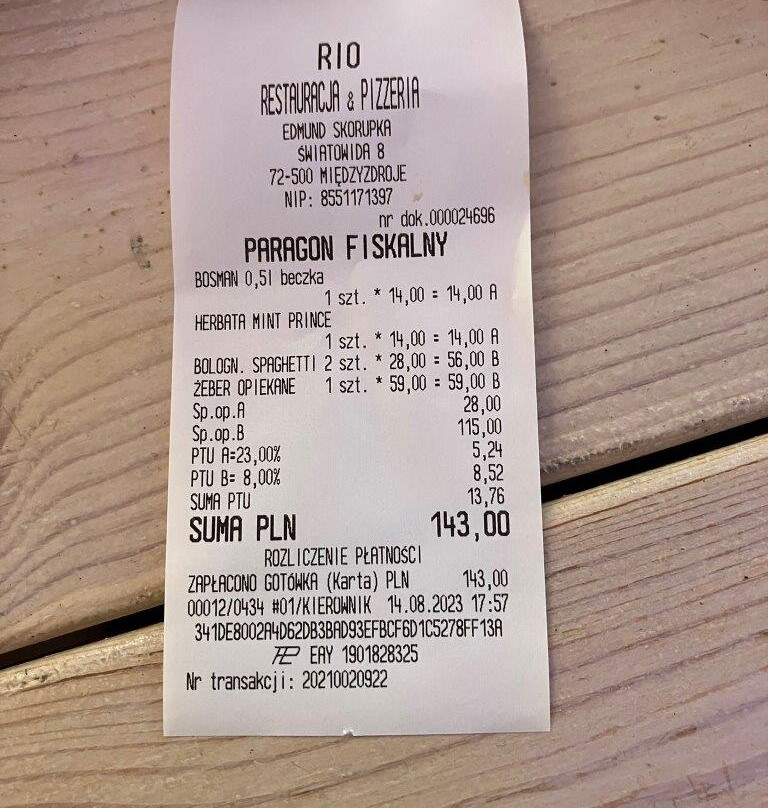 RIO
RESTAURACJA & PIZZERIA
EDMUND SKORUPKA
ŚWIATOWIDA 8
72-500 MIĘDZYZDROJE
NIP: 8551171397
nr dok.000024696
PARAGON FISKALNY
BOSMAN 0,5l beczka
1 szt. * 14,00 = 14,00 A
HERBATA MINT PRINCE
1 szt. * 14,00 = 14,00 A
BOLOGN. SPAGHETTI 2 szt. * 28,00 = 56,00 B
ŻEBER OPIEKANE 1 szt. * 59,00 = 59,00 B
Sp.op.A 28,00
Sp.op.B 115,00
PTU A=23,00% 5,24
PTU B= 8,00% 8,52
SUMA PTU 13,76
SUMA PLN 143,00
ROZLICZENIE PŁATNOŚCI
ZAPŁACONO GOTÓWKA (Karta) PLN 143,00
00012/0434 #01/KIEROWNIK 14.08.2023 17:57
341DE8002A4D62DB3BAD93EFBCF6D1C5278FF13A
EAY 1901828325
Nr transakcji: 20210020922